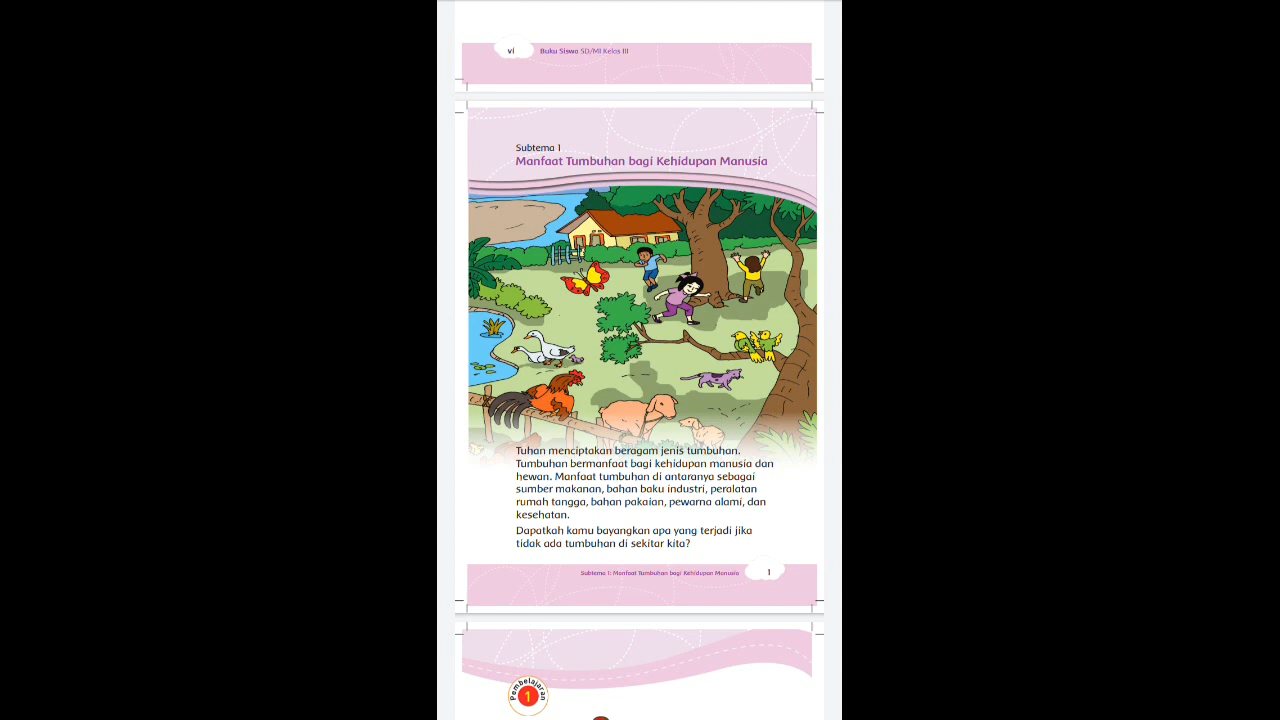 vi
Buku Siswa SD/MI Kelas III
Subtema 1
Manfaat Tumbuhan bagi Kehidupan Manusia
Tuhan menciptakan beragam jenis tumbuhan.
Tumbuhan bermanfaat bagi kehidupan manusia dan
hewan. Manfaat tumbuhan di antaranya sebagai
sumber makanan, bahan baku industri, peralatan
rumah tangga, bahan pakaian, pewarna alami, dan
kesehatan.
Dapatkah kamu bayangkan apa yang terjadi jika
tidak ada tumbuhan di sekitar kita?
Subtema 1: Manfaat Tumbuhan bagi Kehidupan Manusia
1
Pembelajaran
1